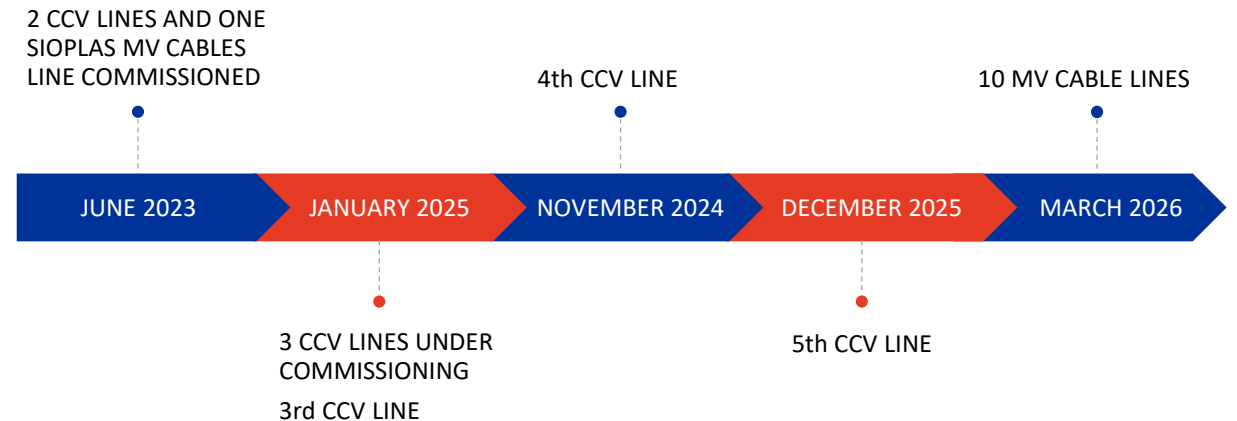 2 CCV LINES AND ONE
SIOPLAS MV CABLES
LINE COMMISSIONED
4th CCV LINE
10 MV CABLE LINES
JUNE 2023
JANUARY 2025
NOVEMBER 2024
DECEMBER 2025
MARCH 2026
3 CCV LINES UNDER
COMMISSIONING
3rd CCV LINE
5th CCV LINE